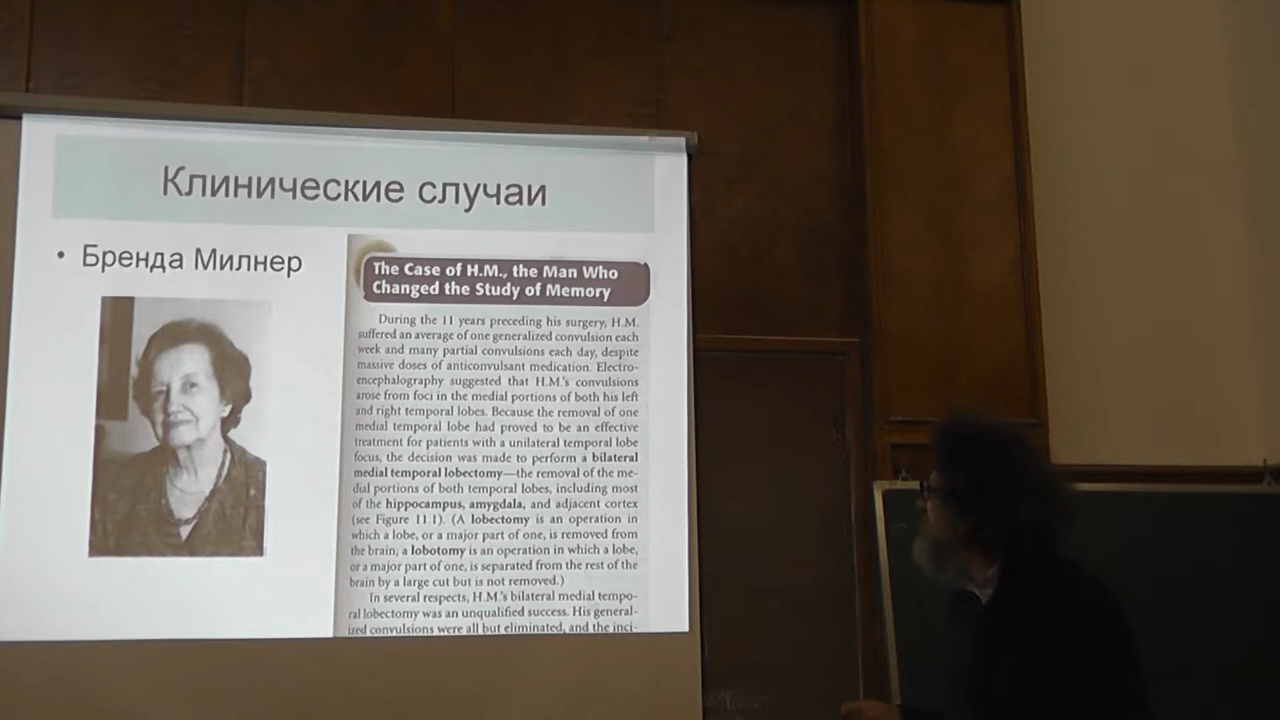 Клинические случаи
• Бренда Милнер
The Case of H.M., the Man Who
Changed the Study of Memory
During the 11 years preceding his surgery, H.M.
suffered an average of one generalized convulsion each
week and many partial convulsions each day, despite
massive doses of anticonvulsant medication. Electro-
encephalography suggested that H.M.'s convulsions
arose from foci in the medial portions of both his left
and right temporal lobes. Because the removal of one
medial temporal lobe had proved to be an effective
treatment for patients with a unilateral temporal lobe
focus, the decision was made to perform a bilateral
medial temporal lobectomy—the removal of the me-
dial portions of both temporal lobes, including most
of the hippocampus, amygdala, and adjacent cortex
(see Figure 11.1). (A lobectomy is an operation in
which a lobe, or a major part of one, is removed from
the brain; a lobotomy is an operation in which a lobe,
or a major part of one, is separated from the rest of the
brain by a large cut but is not removed.)
In several respects, H.M.'s bilateral medial tempo-
ral lobectomy was an unqualified success. His general-
ized convulsions were all but eliminated, and the inci-